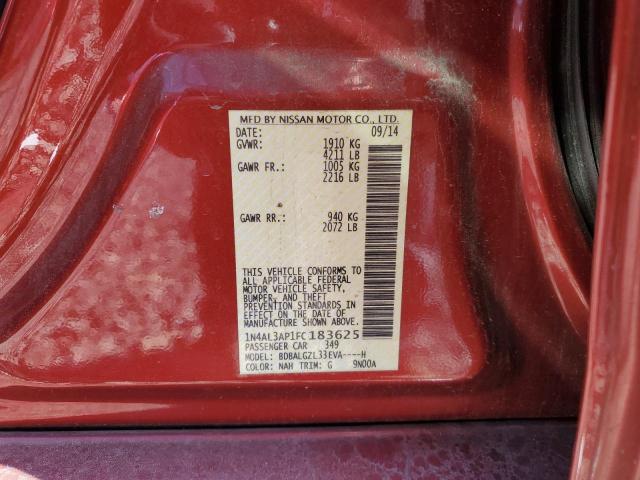 MFD BY NISSAN MOTOR CO., LTD.
DATE: 09/14
GVWR: 1910 KG
4211 LB
GAWR FR.: 1005 KG
2216 LB
GAWR RR.: 940 KG
2072 LB
THIS VEHICLE CONFORMS TO
ALL APPLICABLE FEDERAL
MOTOR VEHICLE SAFETY,
BUMPER, AND THEFT
PREVENTION STANDARDS IN
EFFECT ON THE DATE OF
MANUFACTURE SHOWN ABOVE.
1N4AL3AP1FC183625
PASSENGER CAR 349
MODEL: BDBALGZL33EVA----H
COLOR: NAH TRIM: G 9N00A